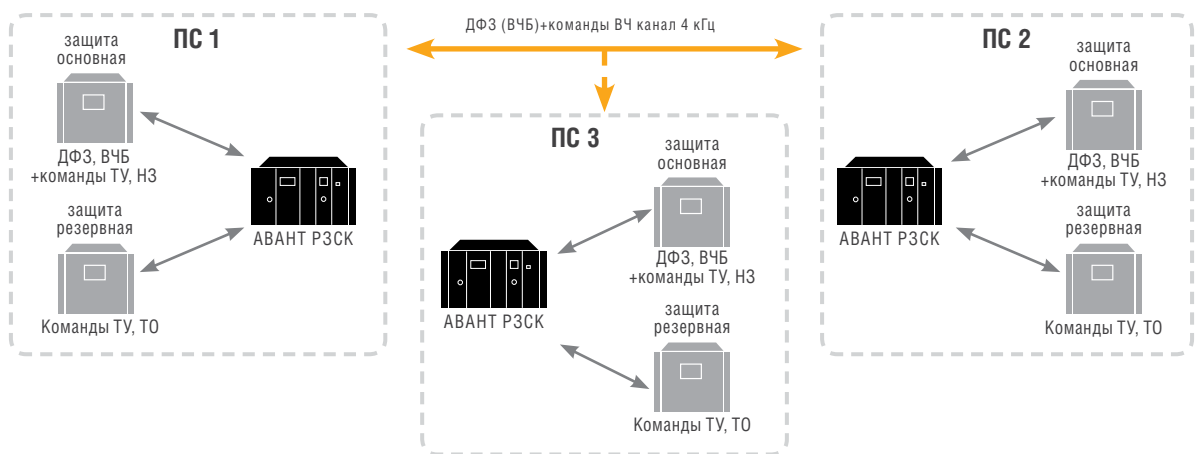 ДФЗ (ВЧБ)+команды ВЧ канал 4 кГц
ПС 1
защита
основная
ДФЗ, ВЧБ
+команды ТУ, НЗ
защита
резервная
Команды ТУ, ТО
АВАНТ РЗСК
ПС 3
защита
основная
ДФЗ, ВЧБ
+команды ТУ, НЗ
АВАНТ РЗСК
защита
резервная
Команды ТУ, ТО
ПС 2
защита
основная
ДФЗ, ВЧБ
+команды ТУ, НЗ
АВАНТ РЗСК
защита
резервная
Команды ТУ, ТО